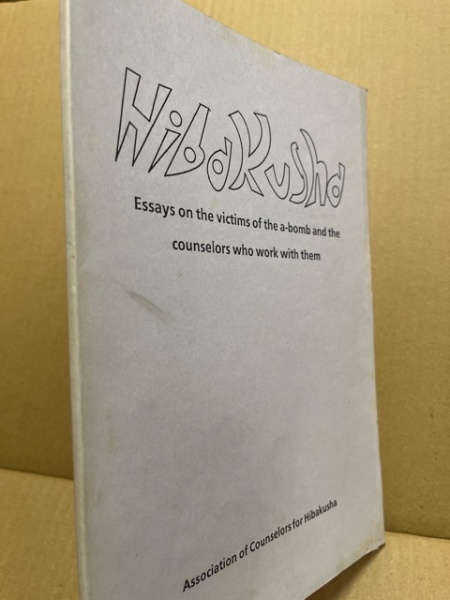 Hibakusha
Essays on the victims of the a-bomb and the
counselors who work with them
Association of Counselors for Hibakusha